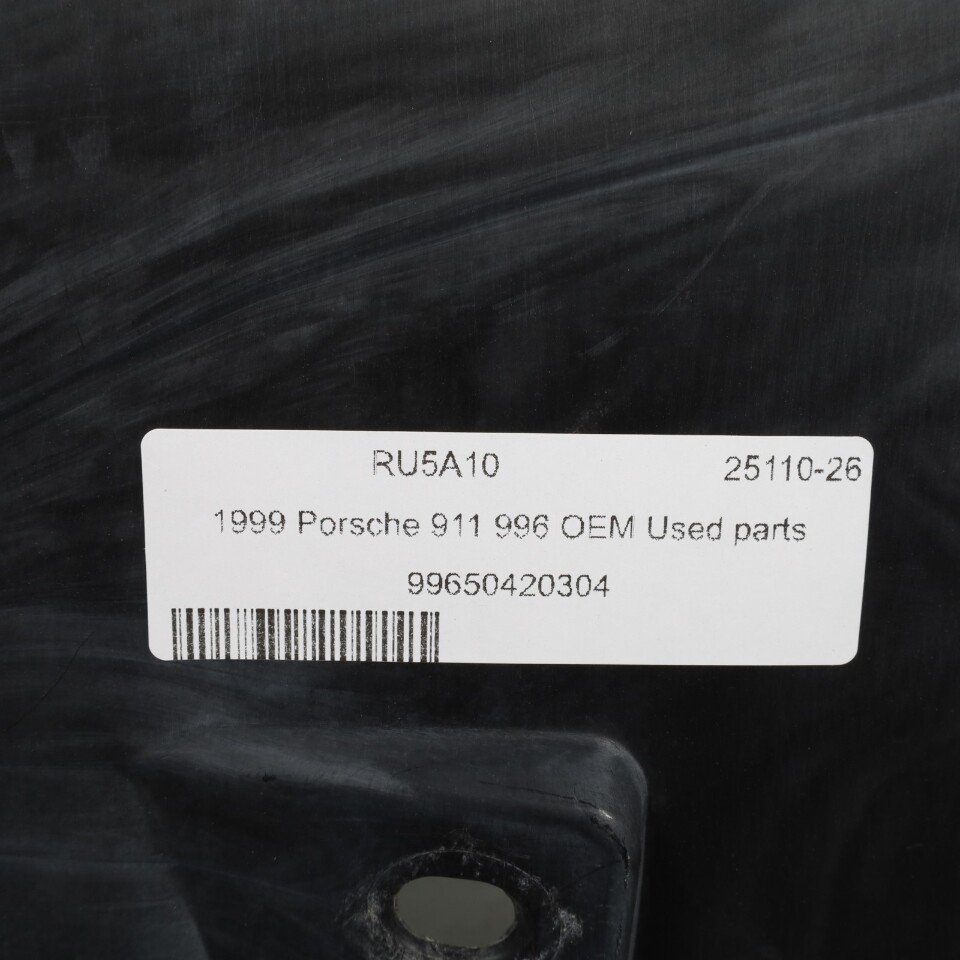 RU5A10 25110-26
1999 Porsche 911 996 OEM Used parts
99650420304